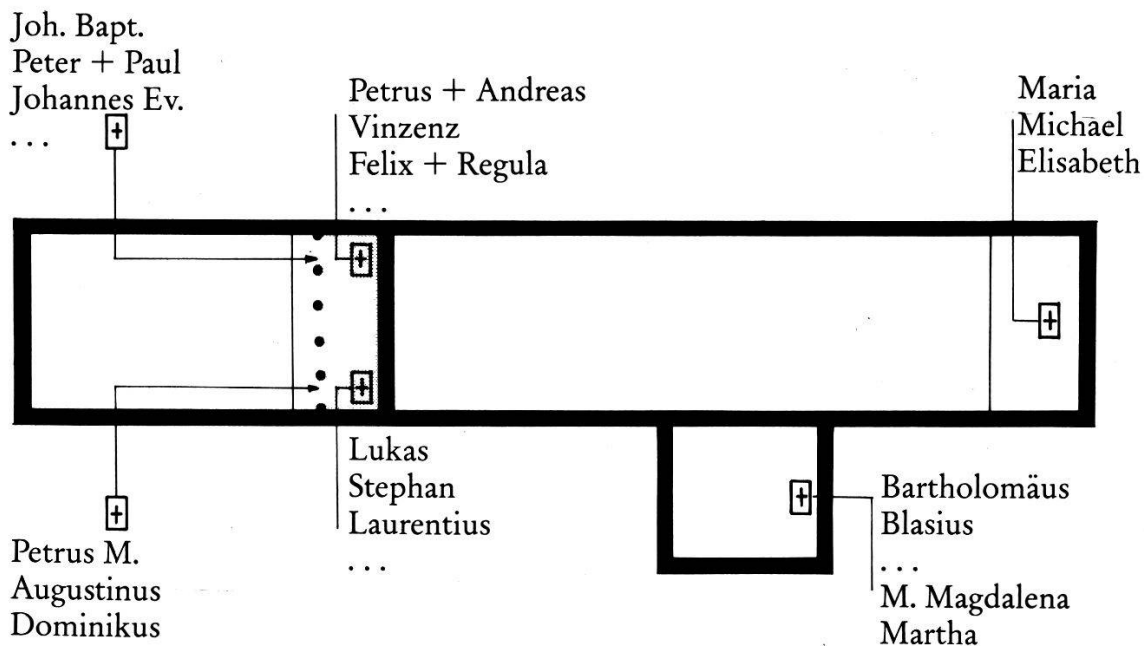 Joh. Bapt.
Peter + Paul
Johannes Ev.
. . .
Petrus + Andreas
Vinzenz
Felix + Regula
. . .
Maria
Michael
Elisabeth
Lukas
Stephan
Laurentius
. . .
Petrus M.
Augustinus
Dominikus
Bartholomäus
Blasius
. . .
M. Magdalena
Martha